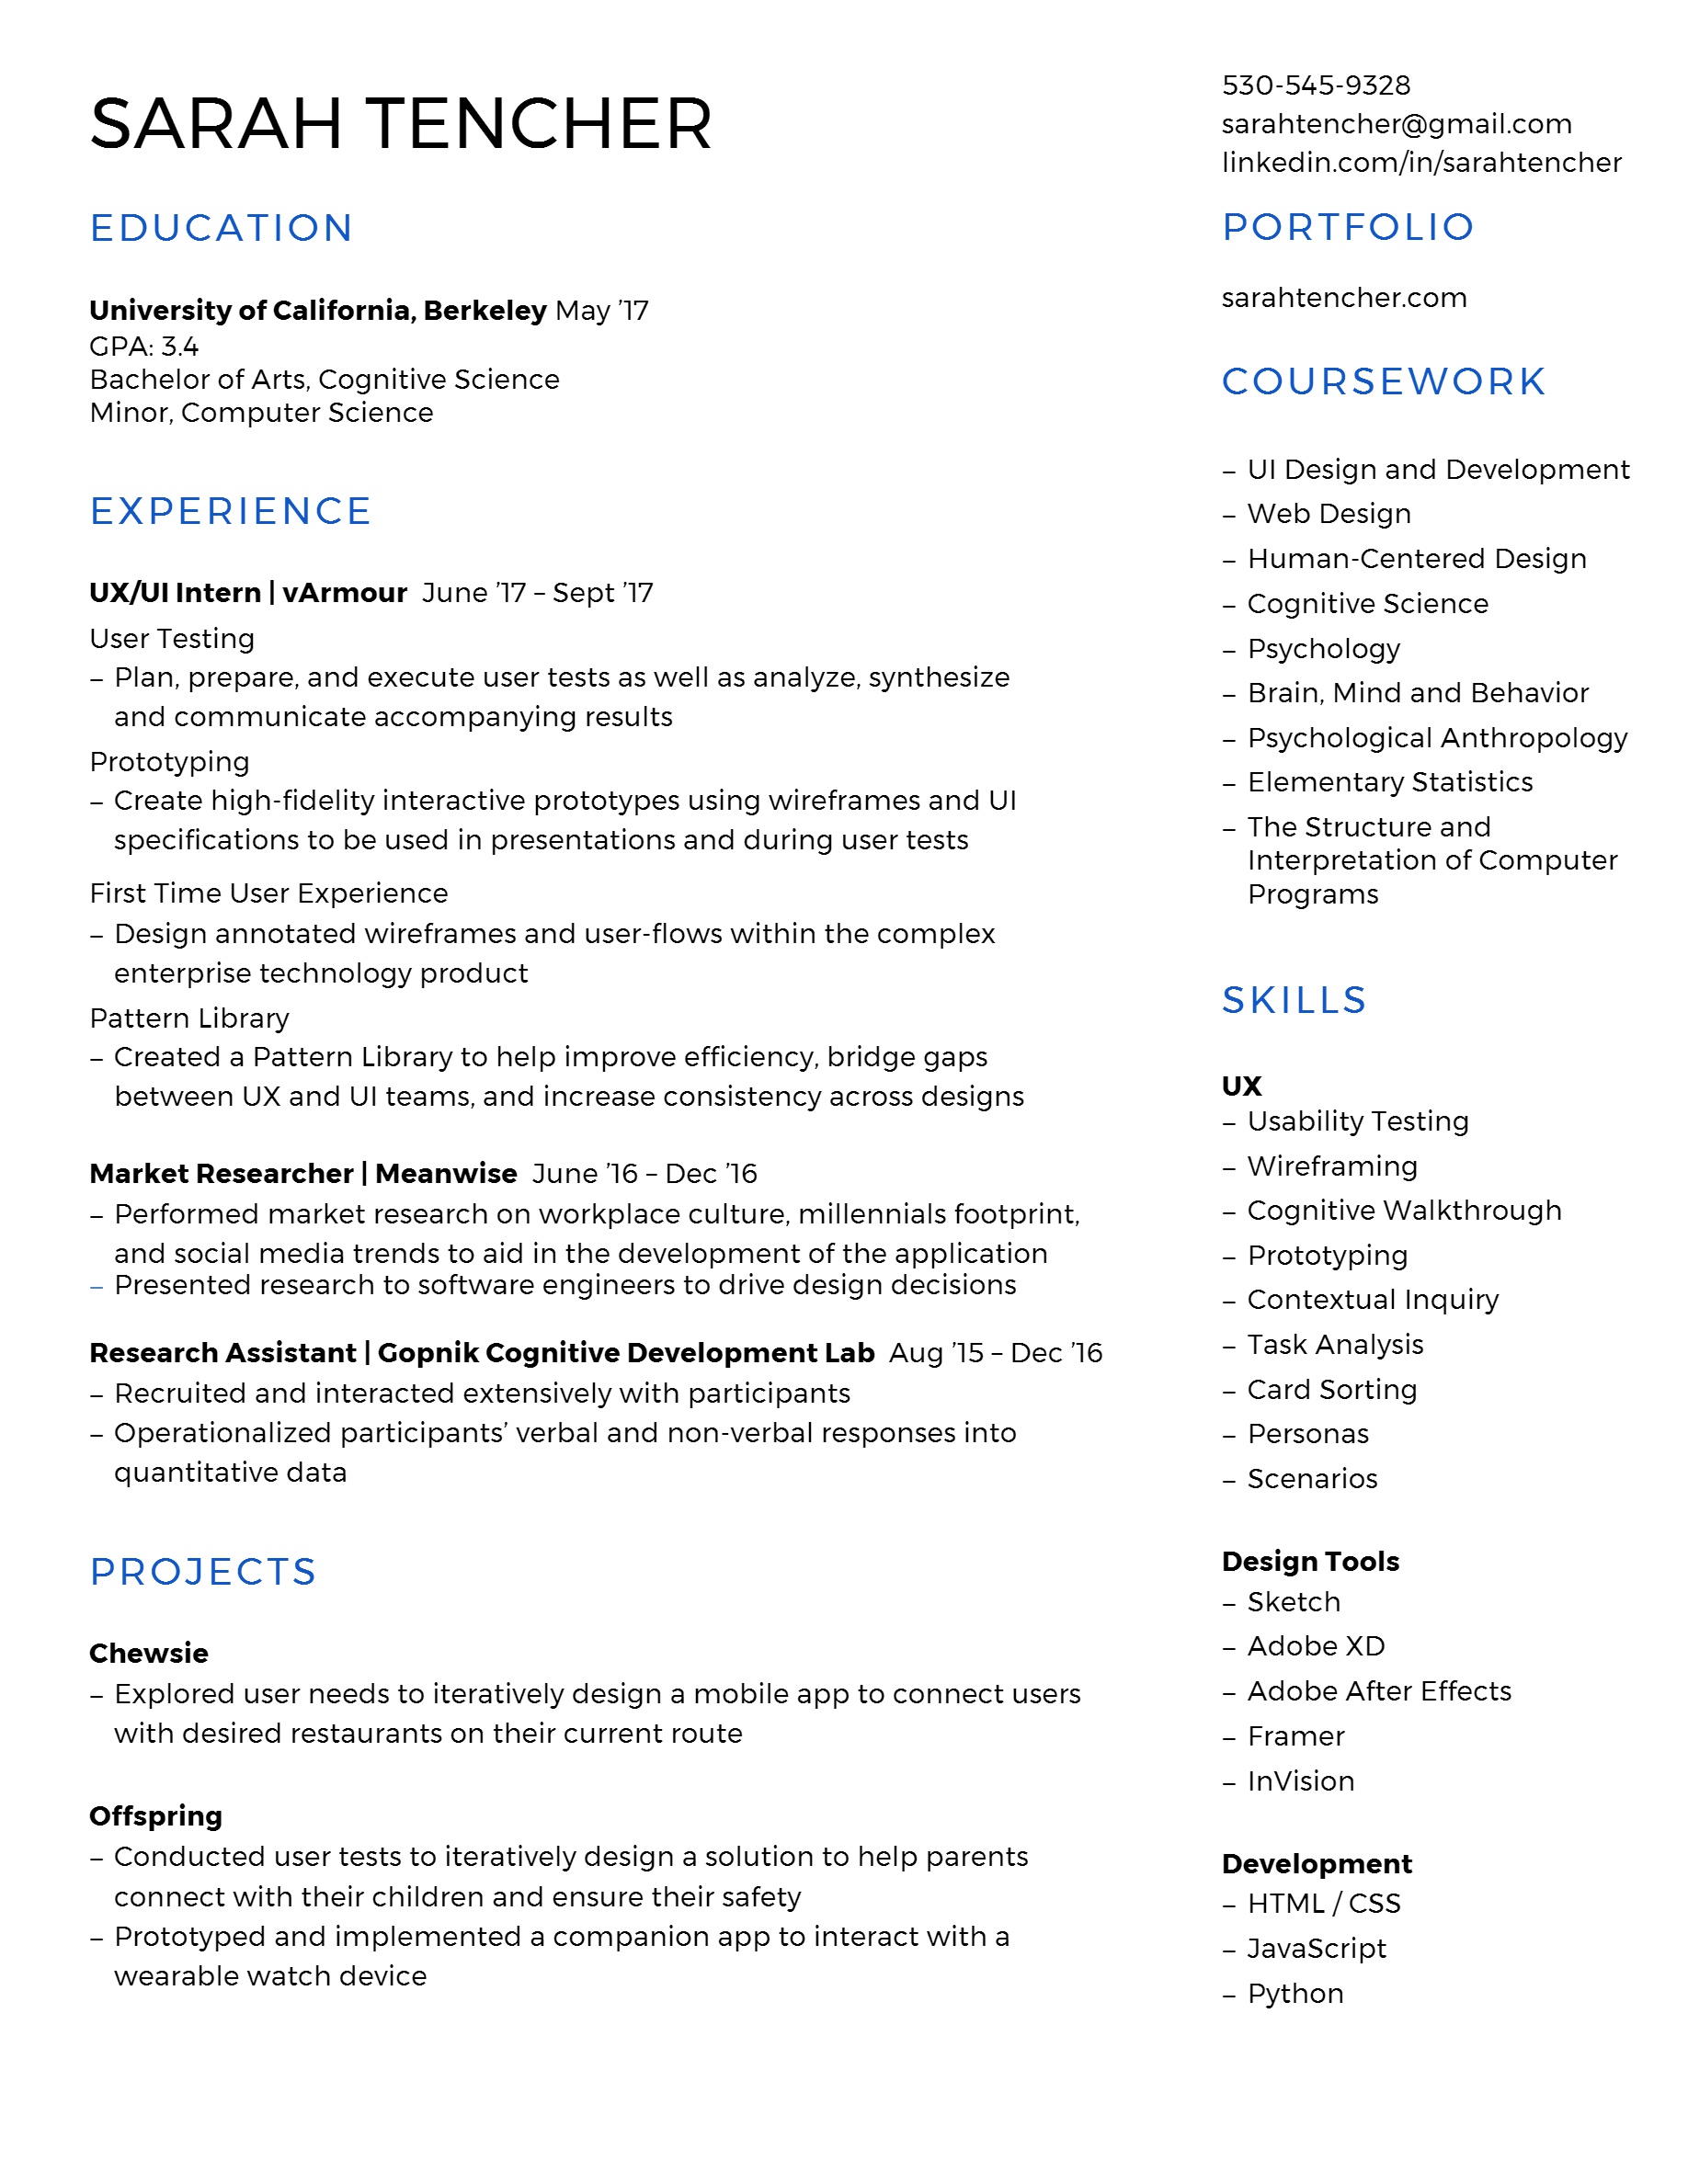 SARAH TENCHER
530-545-9328
sarahtencher@gmail.com
linkedin.com/in/sarahtencher
EDUCATION
University of California, Berkeley May ’17
GPA: 3.4
Bachelor of Arts, Cognitive Science
Minor, Computer Science
EXPERIENCE
UX/UI Intern | vArmour June ’17 – Sept ’17
User Testing
– Plan, prepare, and execute user tests as well as analyze, synthesize
and communicate accompanying results
Prototyping
– Create high-fidelity interactive prototypes using wireframes and UI
specifications to be used in presentations and during user tests
First Time User Experience
– Design annotated wireframes and user-flows within the complex
enterprise technology product
Pattern Library
– Created a Pattern Library to help improve efficiency, bridge gaps
between UX and UI teams, and increase consistency across designs
Market Researcher | Meanwise June ’16 – Dec ’16
– Performed market research on workplace culture, millennials footprint,
and social media trends to aid in the development of the application
– Presented research to software engineers to drive design decisions
Research Assistant | Gopnik Cognitive Development Lab Aug ’15 – Dec ’16
– Recruited and interacted extensively with participants
– Operationalized participants’ verbal and non-verbal responses into
quantitative data
PROJECTS
Chewsie
– Explored user needs to iteratively design a mobile app to connect users
with desired restaurants on their current route
Offspring
– Conducted user tests to iteratively design a solution to help parents
connect with their children and ensure their safety
– Prototyped and implemented a companion app to interact with a
wearable watch device
PORTFOLIO
sarahtencher.com
COURSEWORK
– UI Design and Development
– Web Design
– Human-Centered Design
– Cognitive Science
– Psychology
– Brain, Mind and Behavior
– Psychological Anthropology
– Elementary Statistics
– The Structure and
Interpretation of Computer
Programs
SKILLS
UX
– Usability Testing
– Wireframing
– Cognitive Walkthrough
– Prototyping
– Contextual Inquiry
– Task Analysis
– Card Sorting
– Personas
– Scenarios
Design Tools
– Sketch
– Adobe XD
– Adobe After Effects
– Framer
– InVision
Development
– HTML / CSS
– JavaScript
– Python